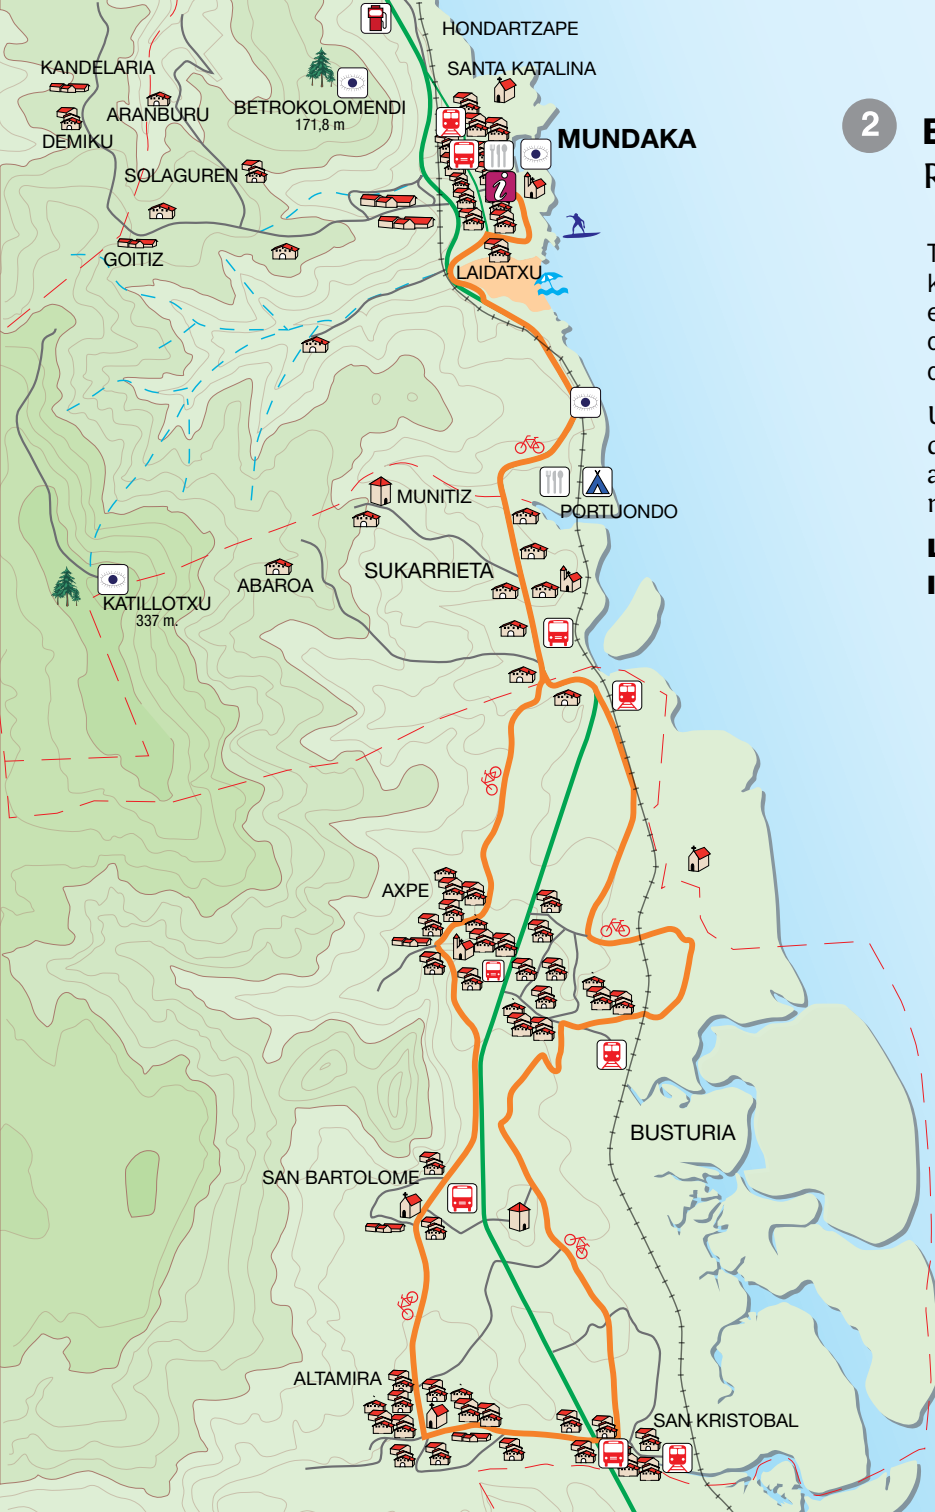 HONDARTZAPE
KANDELARIA
SANTA KATALINA
ARANBURU
BETROKOLOMENDI
171,8 m
DEMIKU
MUNDAKA
2
SOLAGUREN
i
GOITIZ
LAIDATXU
MUNITIZ
PORTUONDO
SUKARRIETA
ABAROA
KATILLOTXU
337 m.
AXPE
BUSTURIA
SAN BARTOLOME
ALTAMIRA
SAN KRISTOBAL